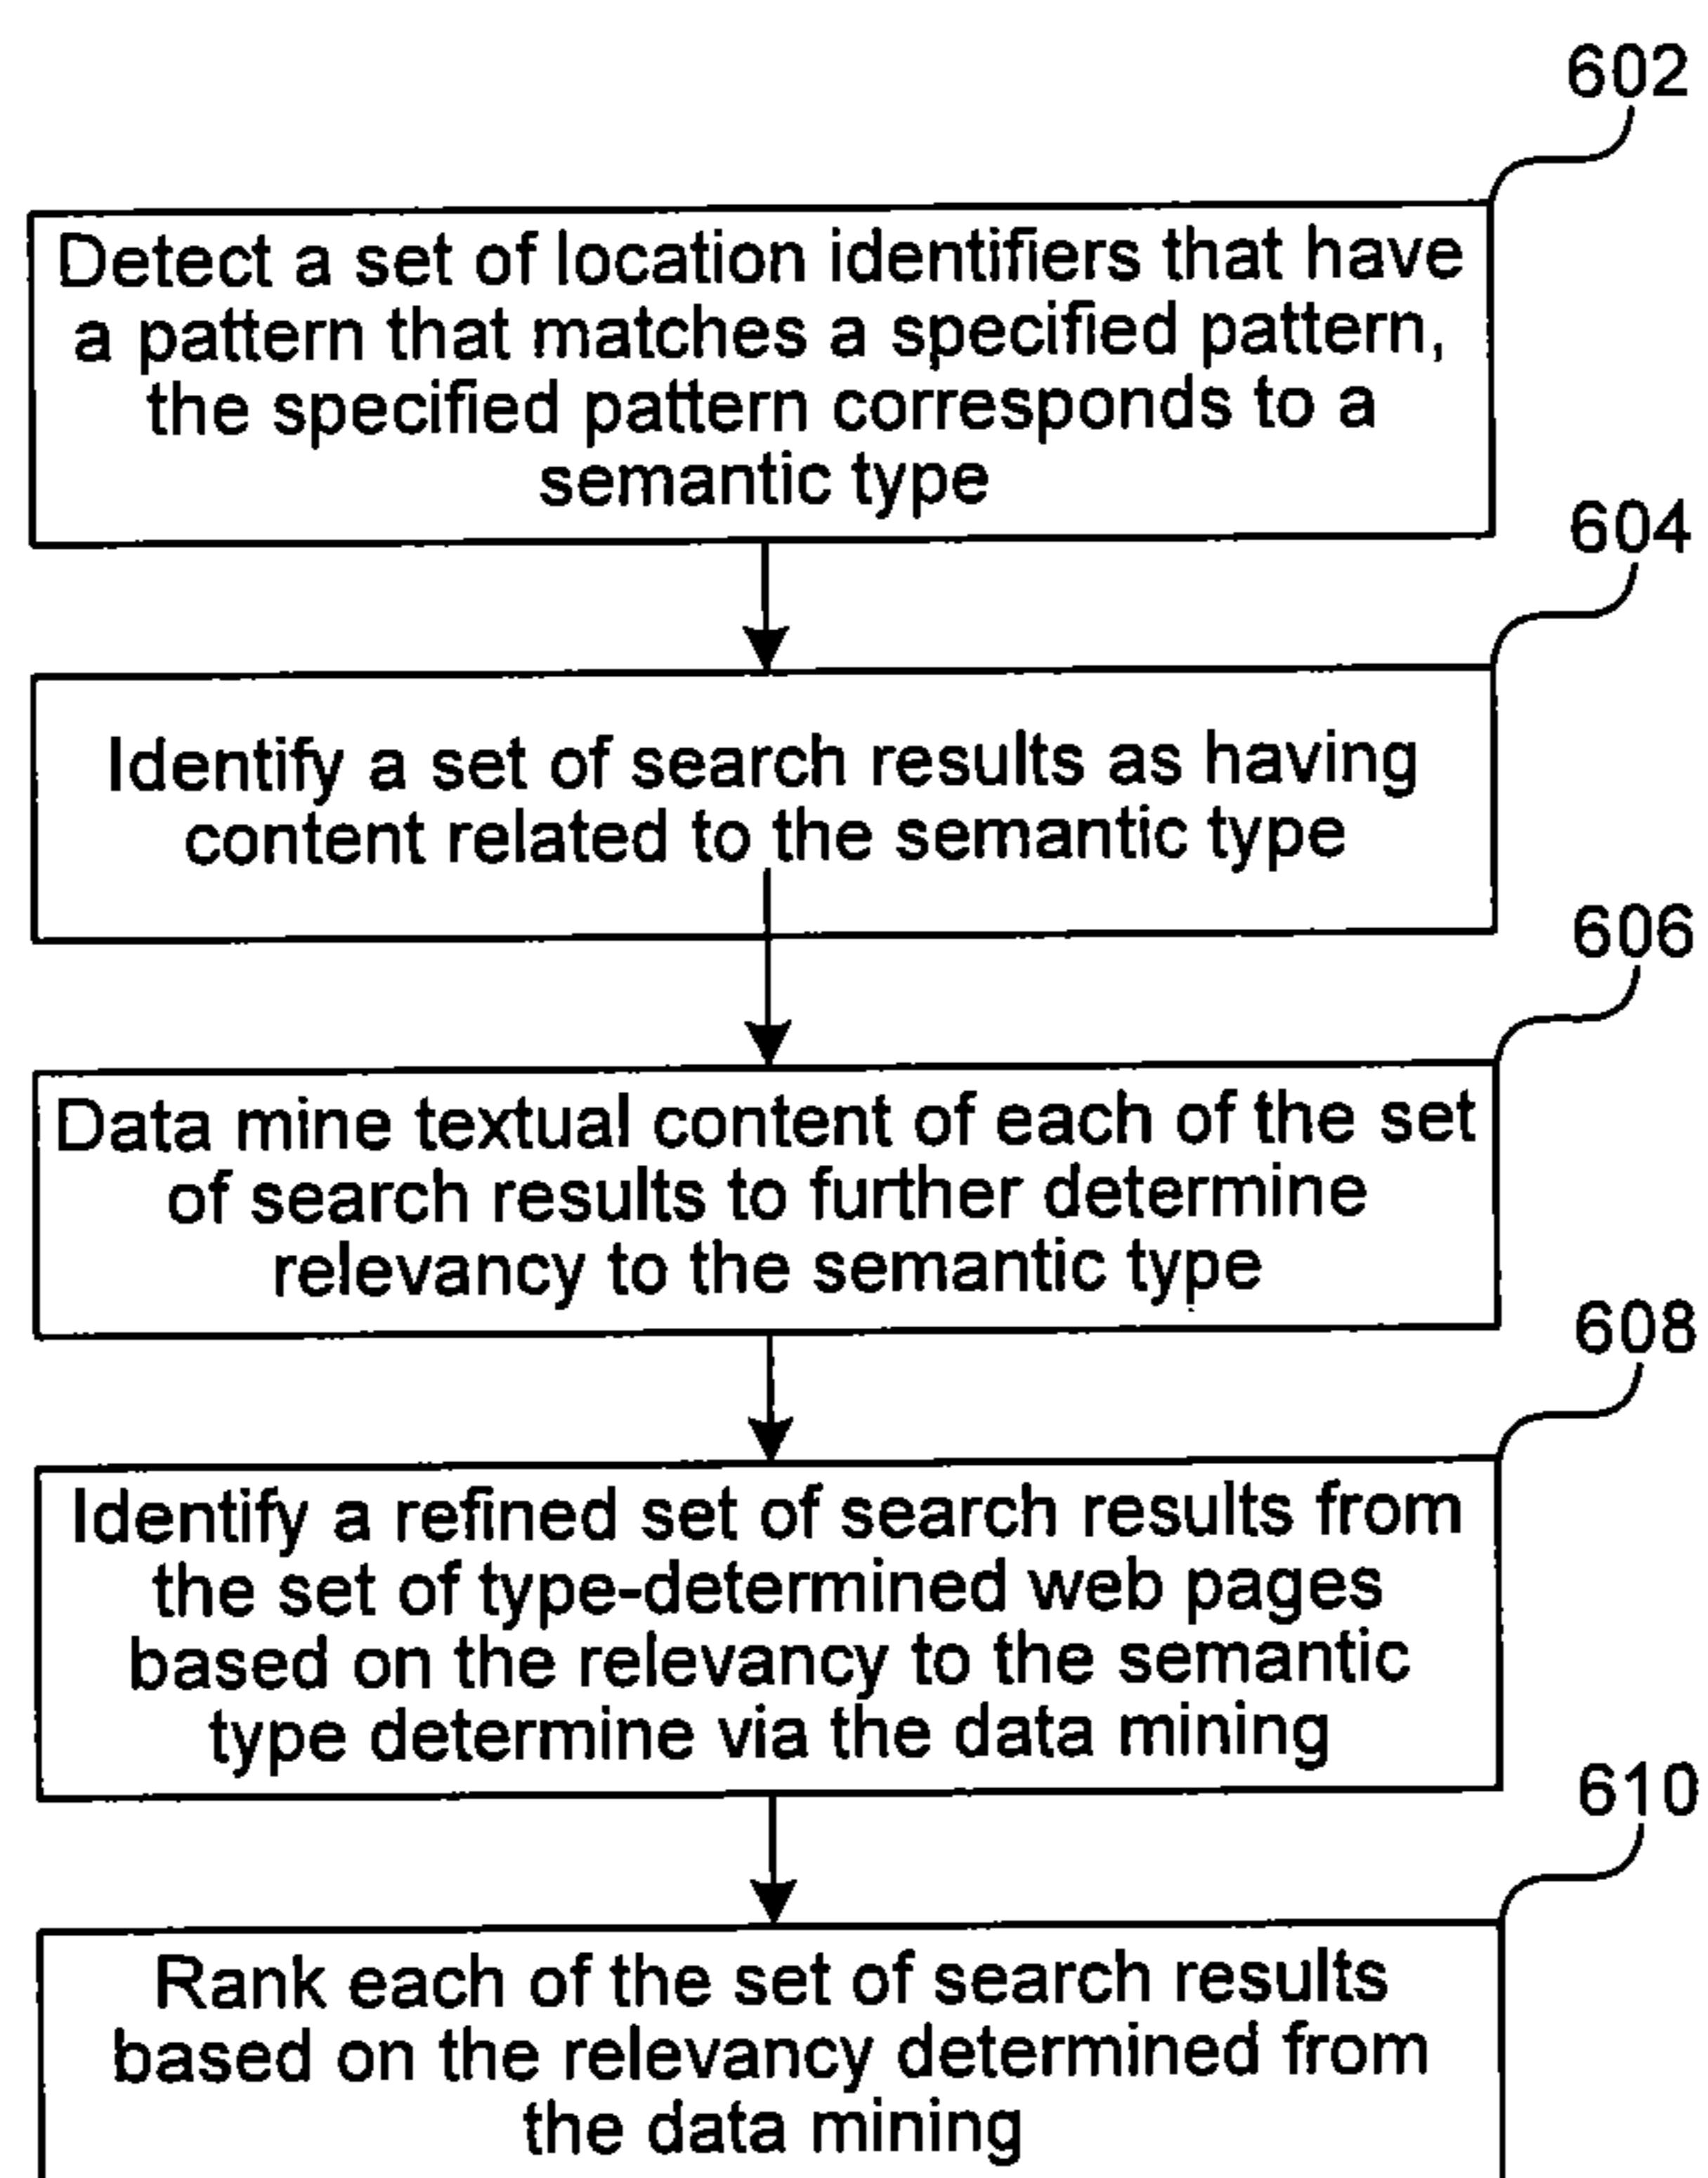 602
Detect a set of location identifiers that have
a pattern that matches a specified pattern,
the specified pattern corresponds to a
semantic type
604
Identify a set of search results as having
content related to the semantic type
606
Data mine textual content of each of the set
of search results to further determine
relevancy to the semantic type
608
Identify a refined set of search results from
the set of type-determined web pages
based on the relevancy to the semantic
type determine via the data mining
610
Rank each of the set of search results
based on the relevancy determined from
the data mining